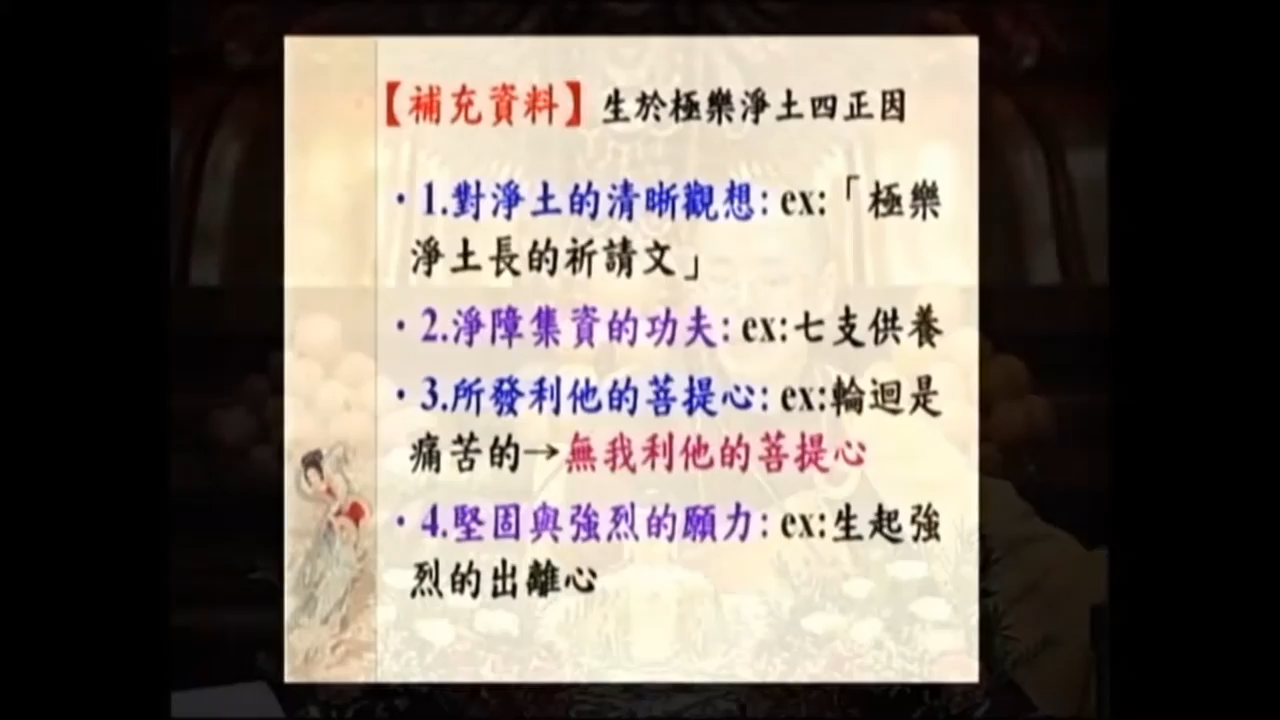 【補充資料】生於極樂淨土四正因
・1.對淨土的清晰觀想: ex:「極樂
淨土長的祈請文」
・2.淨障集資的功夫: ex:七支供養
・3.所發利他的菩提心: ex:輪迴是
痛苦的→無我利他的菩提心
・4.堅固與強烈的願力: ex:生起強
烈的出離心